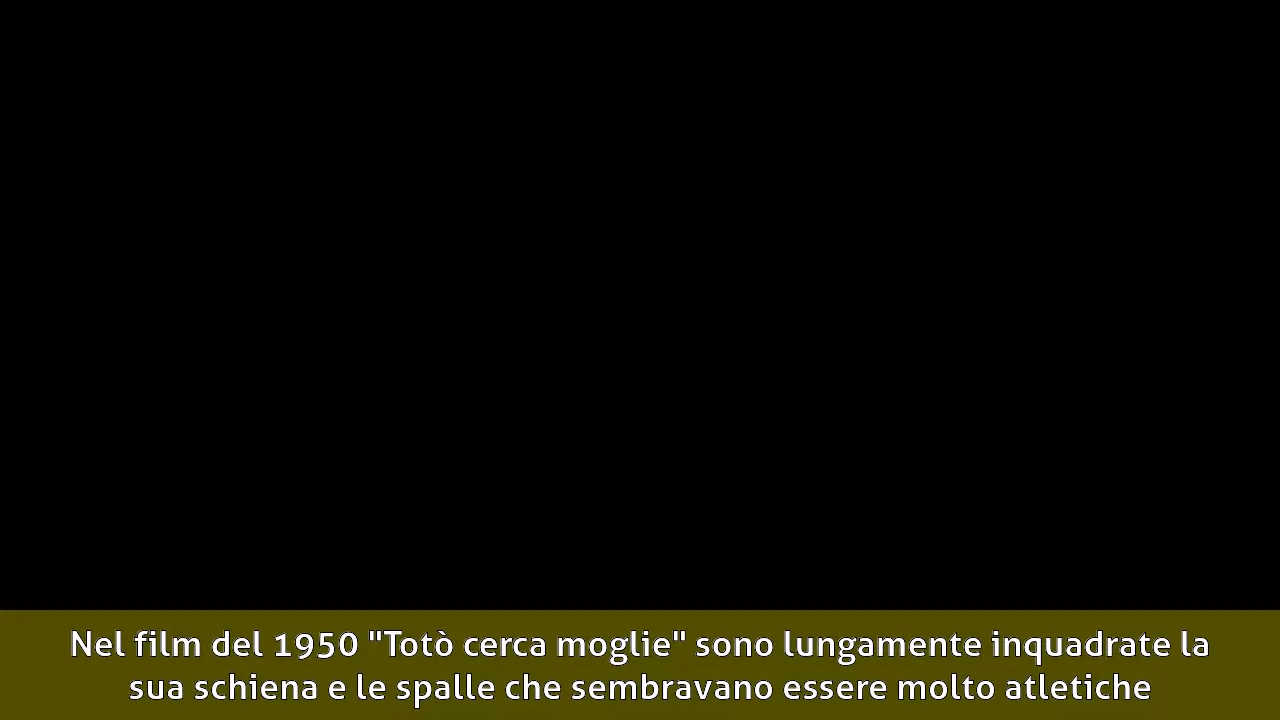 Nel film del 1950 "Totò cerca moglie" sono lungamente inquadrate la
sua schiena e le spalle che sembravano essere molto atletiche